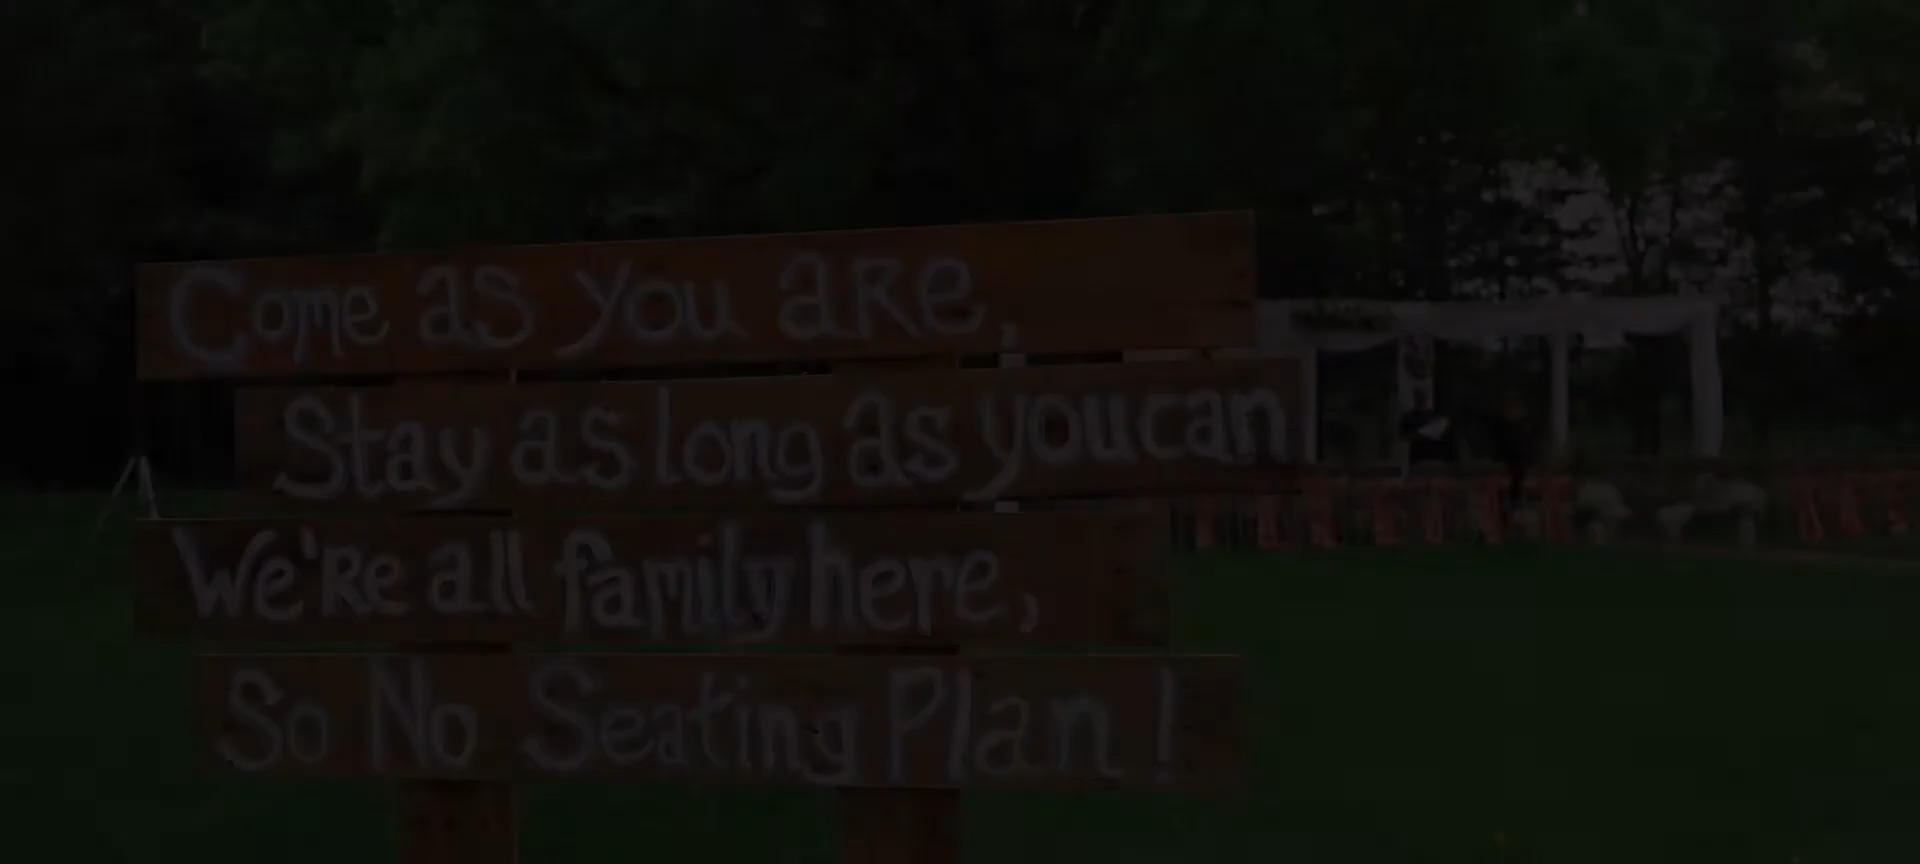 Come as you are,
Stay as long as you can
We're all family here,
So No Seating Plan!